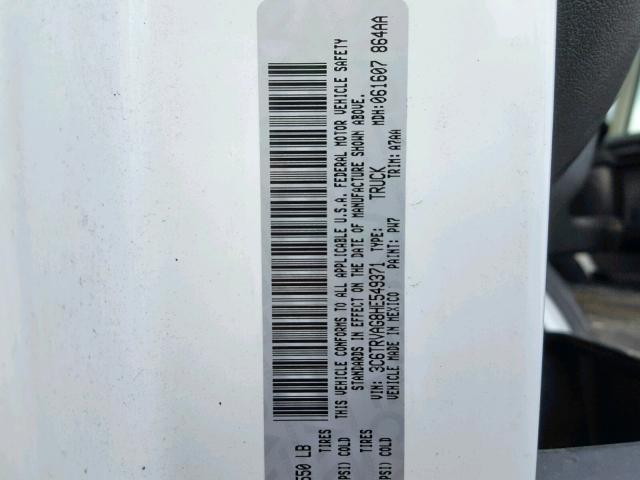 550 LB
TIRES
PSI) COLD
TIRES
PSI) COLD
THIS VEHICLE CONFORMS TO ALL APPLICABLE U.S.A. FEDERAL MOTOR VEHICLE SAFETY
STANDARDS IN EFFECT ON THE DATE OF MANUFACTURE SHOWN ABOVE.
VIN: 3C6TRVAG8HE549371 TYPE: TRUCK MDH:061607 864AA
VEHICLE MADE IN MEXICO PAINT: PW7 TRIM: A7AA